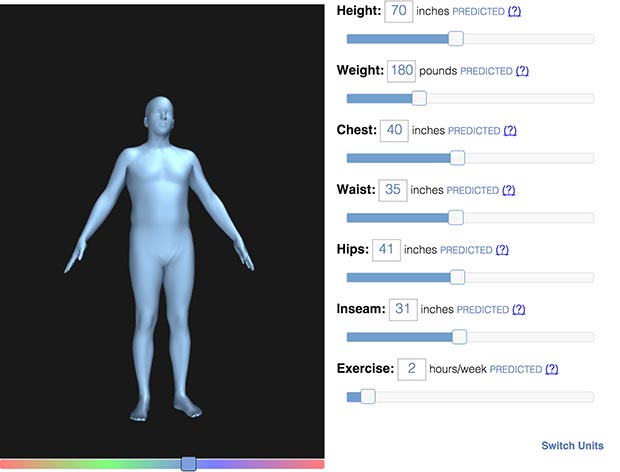 Height: 70 inches PREDICTED (?)
Weight: 180 pounds PREDICTED (?)
Chest: 40 inches PREDICTED (?)
Waist: 35 inches PREDICTED (?)
Hips: 41 inches PREDICTED (?)
Inseam: 31 inches PREDICTED (?)
Exercise: 2 hours/week PREDICTED (?)
Switch Units